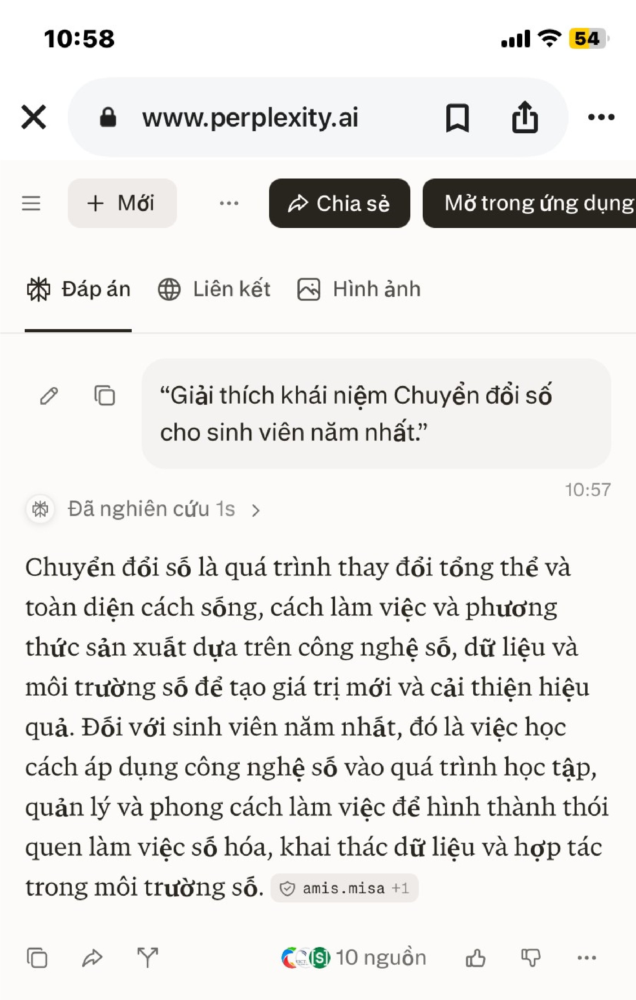 10:58
54
www.perplexity.ai
+ Mới
Chia sẻ
Mở trong ứng dụng
Đáp án
Liên kết
Hình ảnh
“Giải thích khái niệm Chuyển đổi số
cho sinh viên năm nhất.”
10:57
Đã nghiên cứu 1s
Chuyển đổi số là quá trình thay đổi tổng thể và
toàn diện cách sống, cách làm việc và phương
thức sản xuất dựa trên công nghệ số, dữ liệu và
môi trường số để tạo giá trị mới và cải thiện hiệu
quả. Đối với sinh viên năm nhất, đó là việc học
cách áp dụng công nghệ số vào quá trình học tập,
quản lý và phong cách làm việc để hình thành thói
quen làm việc số hóa, khai thác dữ liệu và hợp tác
trong môi trường số. amis.misa +1
[S] 10 nguồn